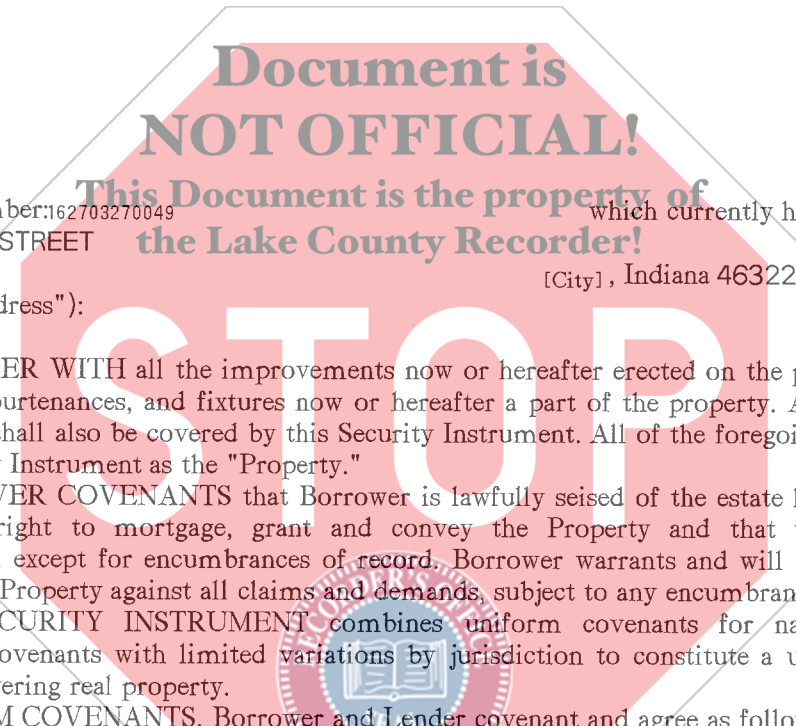 Document is
NOT OFFICIAL!
This Document is the property of
the Lake County Recorder!
ber:162703270049 which currently h
STREET
[City], Indiana 46322
dress"):
STOP
ER WITH all the improvements now or hereafter erected on the p
ourtenances, and fixtures now or hereafter a part of the property. A
shall also be covered by this Security Instrument. All of the foregoi
Instrument as the "Property."
VER COVENANTS that Borrower is lawfully seised of the estate
right to mortgage, grant and convey the Property and that
except for encumbrances of record. Borrower warrants and will
Property against all claims and demands, subject to any encumbran
CURITY INSTRUMENT combines uniform covenants for na
ovenants with limited variations by jurisdiction to constitute a u
vering real property.
M COVENANTS. Borrower and Lender covenant and agree as follow
RECORDER'S OFFICE